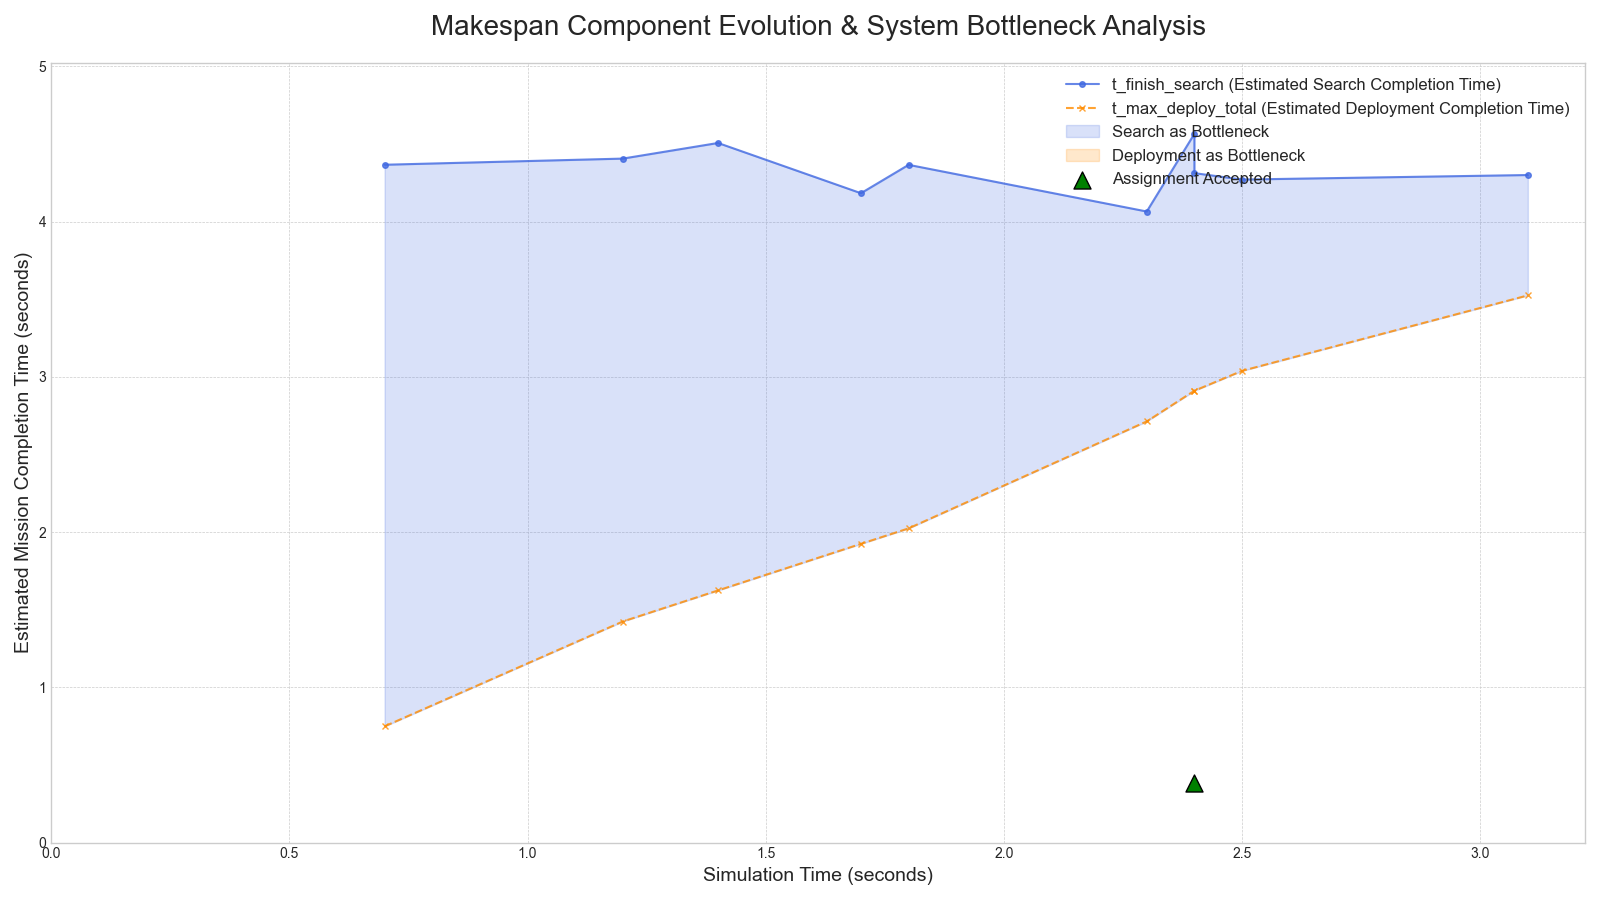 Makespan Component Evolution & System Bottleneck Analysis
t_finish_search (Estimated Search Completion Time)
t_max_deploy_total (Estimated Deployment Completion Time)
Search as Bottleneck
Deployment as Bottleneck
Assignment Accepted
Estimated Mission Completion Time (seconds)
5
4
3
2
1
0
0.0 0.5 1.0 1.5 2.0 2.5 3.0
Simulation Time (seconds)